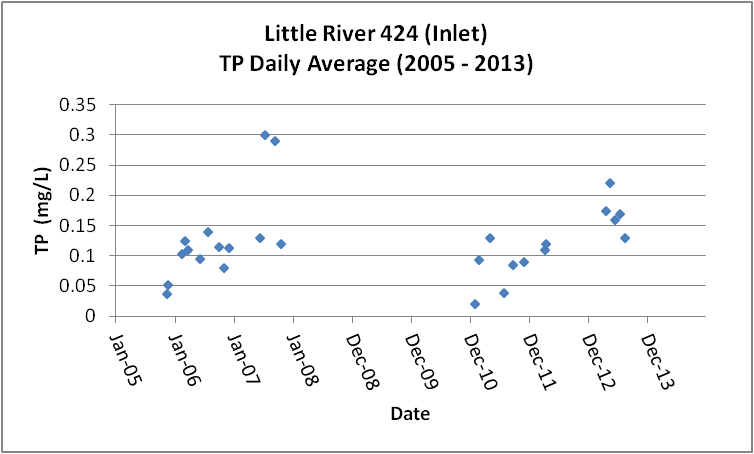 Little River 424 (Inlet)
TP Daily Average (2005 - 2013)
TP (mg/L)
0.35
0.3
0.25
0.2
0.15
0.1
0.05
0
Jan-05
Jan-06
Jan-07
Jan-08
Dec-08
Dec-09
Dec-10
Dec-11
Dec-12
Dec-13
Date